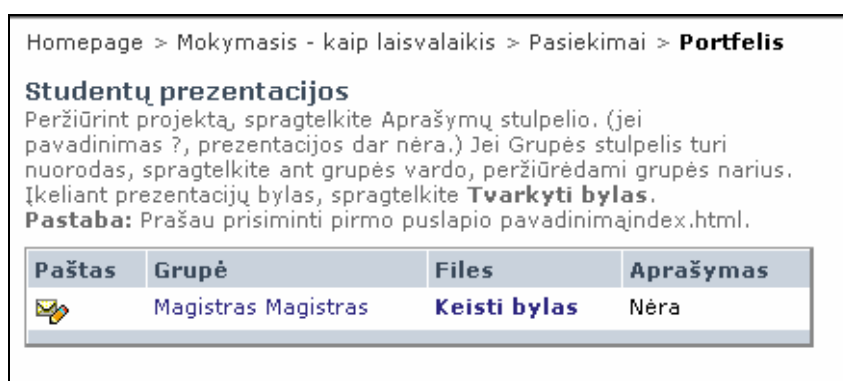 Homepage > Mokymasis - kaip laisvalaikis > Pasiekimai > Portfelis
Studentų prezentacijos
Peržiūrint projektą, spragtelkite Aprašymų stulpelio. (jei
pavadinimas ?, prezentacijos dar nėra.) Jei Grupės stulpelis turi
nuorodas, spragtelkite ant grupės vardo, peržiūrėdami grupės narius.
Įkeliant prezentacijų bylas, spragtelkite Tvarkyti bylas.
Pastaba: Prašau prisiminti pirmo puslapio pavadinimąindex.html.
Paštas Grupė Files Aprašymas
Magistras Magistras Keisti bylas Nėra